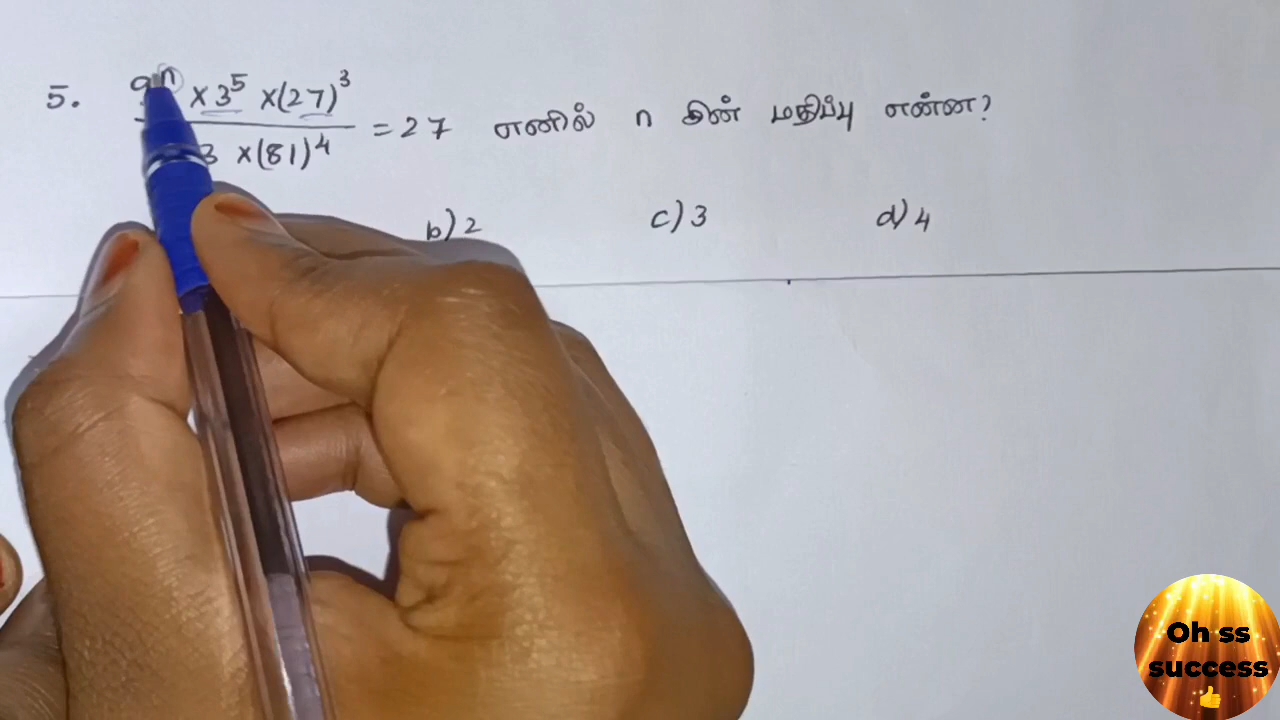 5. 9ⁿ × 3⁵ × (27)³
3 × (81)⁴
= 27 எனில் n இன் மதிப்பு என்ன?
b) 2 c) 3 d) 4
Oh ss
success